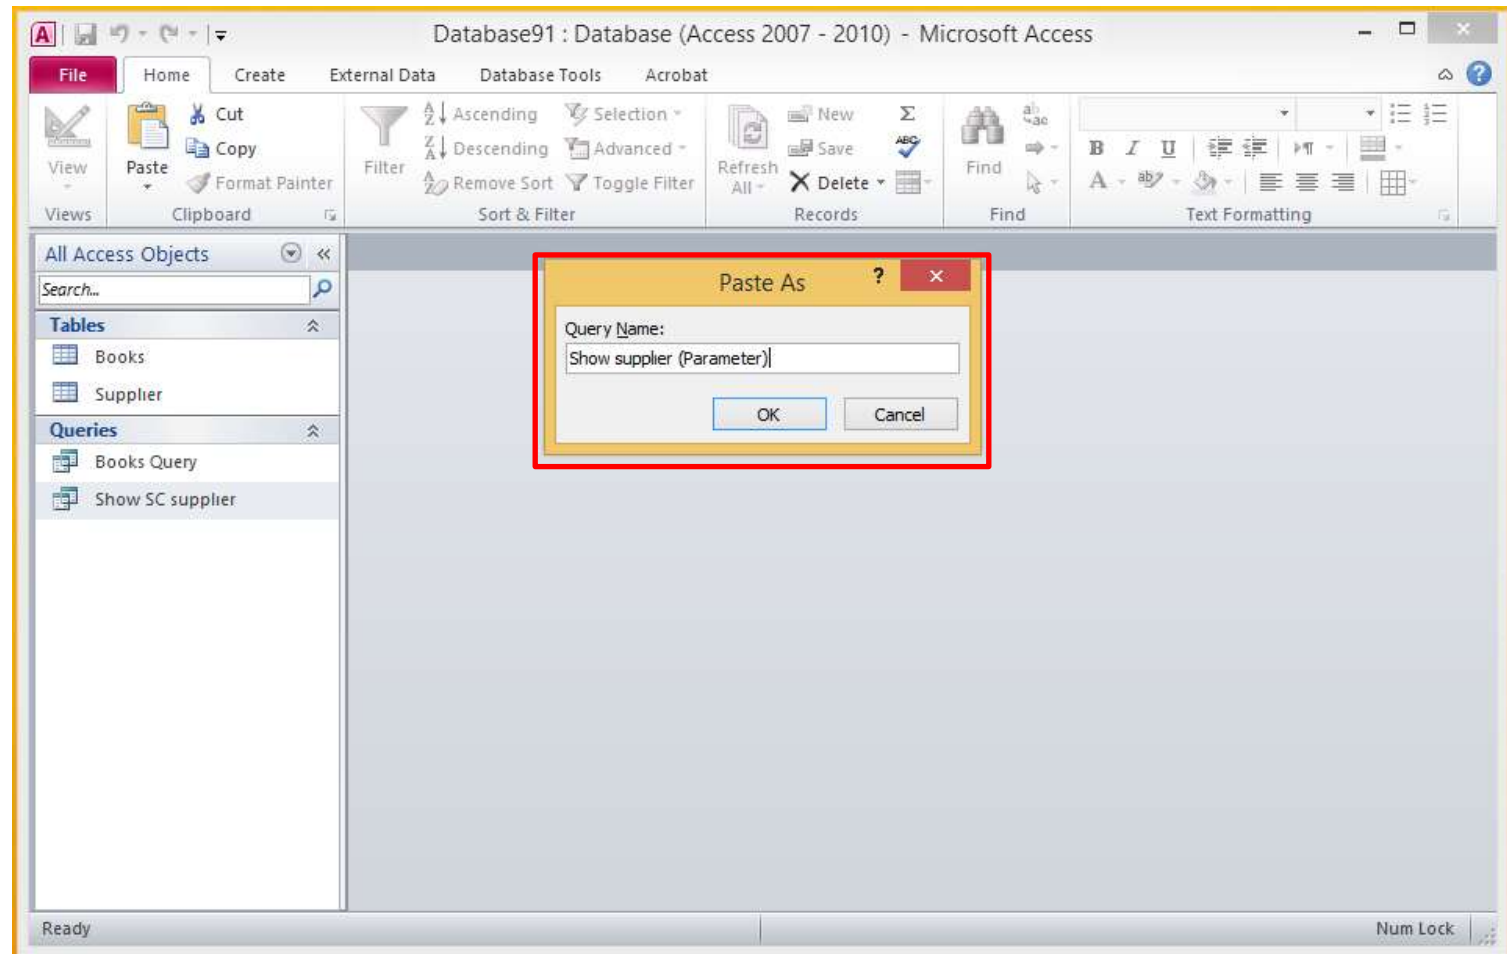 Database91 : Database (Access 2007 - 2010) - Microsoft Access
File Home Create External Data Database Tools Acrobat
View
Views
Paste
Cut
Copy
Format Painter
Clipboard
Filter
Ascending
Descending
Remove Sort
Selection
Advanced
Toggle Filter
Sort & Filter
Refresh
All
New
Save
Delete
Records
Find
Find
B I U
A
Text Formatting
All Access Objects
Search...
Tables
Books
Supplier
Queries
Books Query
Show SC supplier
Paste As
Query Name:
Show supplier (Parameter)
OK Cancel
Ready Num Lock